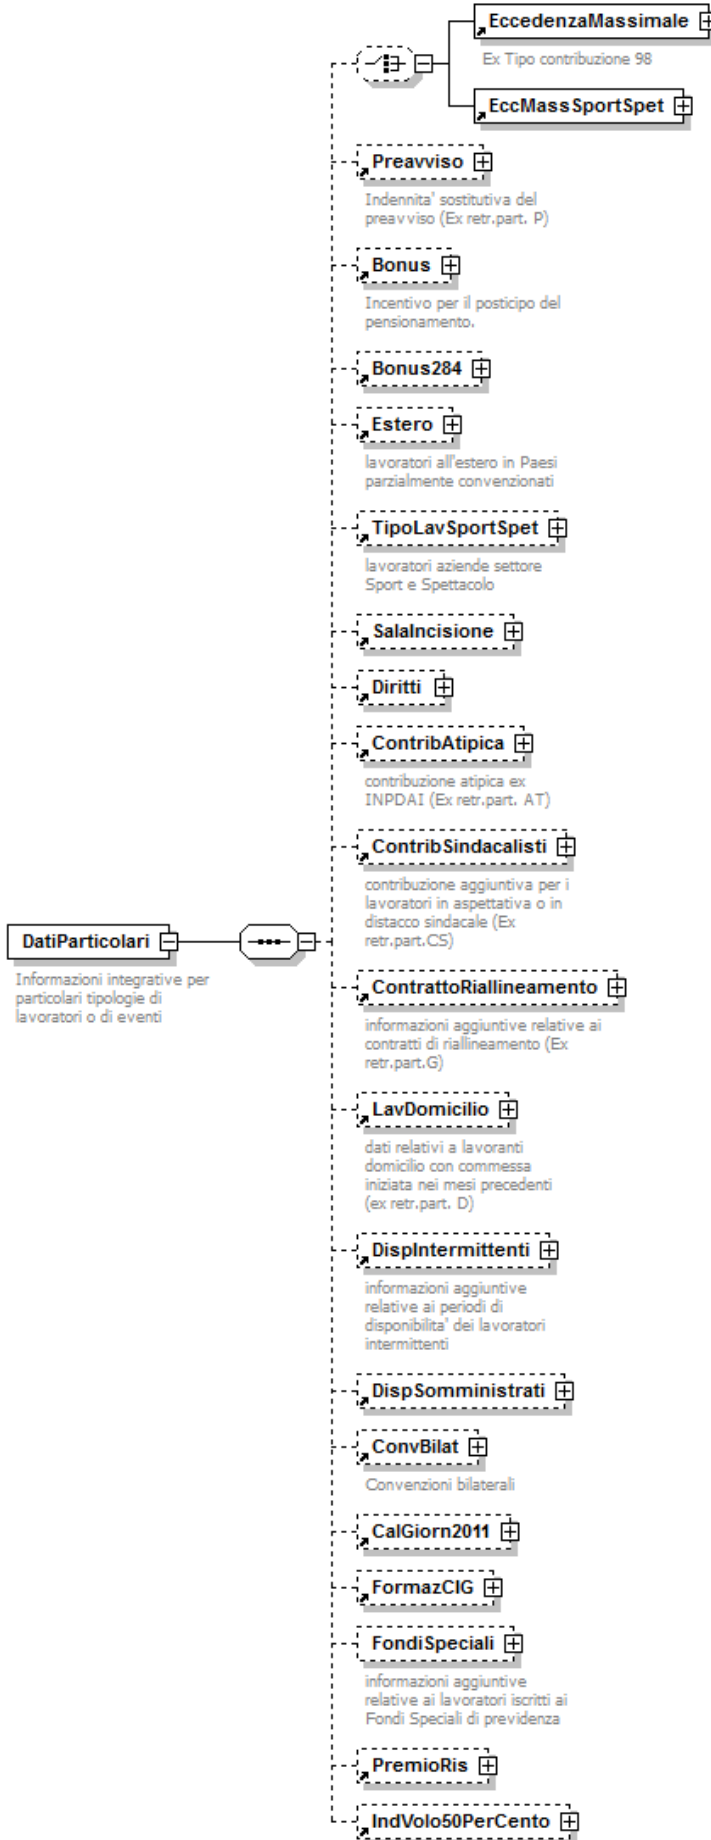 EccedenzaMassimale
Ex Tipo contribuzione 98
EccMassSportSpet
Preavviso
Indennita' sostitutiva del
preavviso (Ex retr.part. P)
Bonus
Incentivo per il posticipo del
pensionamento.
Bonus284
Estero
lavoratori all'estero in Paesi
parzialmente convenzionati
TipoLavSportSpet
lavoratori aziende settore
Sport e Spettacolo
SalaIncisione
Diritti
ContribAtipica
contribuzione atipica ex
INPDAI (Ex retr.part. AT)
ContribSindacalisti
contribuzione aggiuntiva per i
lavoratori in aspettativa o in
distacco sindacale (Ex
retr.part.CS)
DatiParticolari
Informazioni integrative per
particolari tipologie di
lavoratori o di eventi
ContrattoRiallineamento
informazioni aggiuntive relative ai
contratti di riallineamento (Ex
retr.part.G)
LavDomicilio
dati relativi a lavoranti
domicilio con commessa
iniziata nei mesi precedenti
(ex retr.part. D)
DispIntermittenti
informazioni aggiuntive
relative ai periodi di
disponibilita' dei lavoratori
intermittenti
DispSomministrati
ConvBilat
Convenzioni bilaterali
CalGiorn2011
FormazCIG
FondiSpeciali
informazioni aggiuntive
relative ai lavoratori iscritti ai
Fondi Speciali di previdenza
PremioRis
IndVolo50PerCento